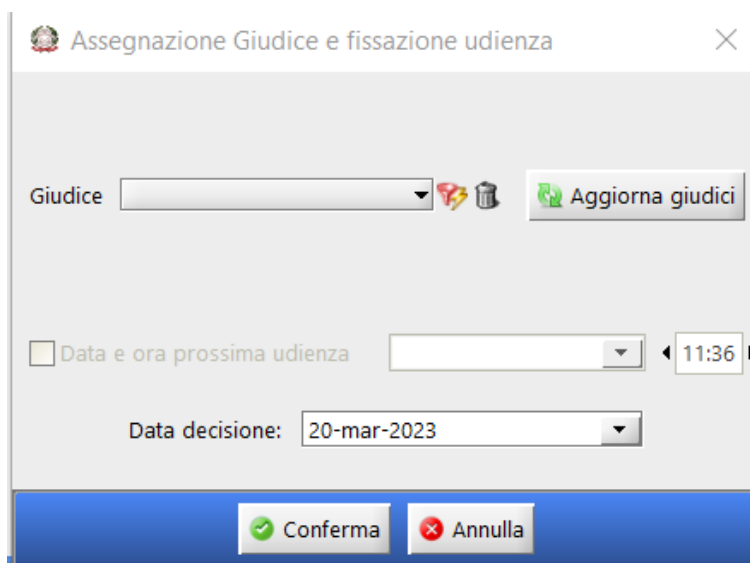 Assegnazione Giudice e fissazione udienza
Giudice
Aggiorna giudici
Data e ora prossima udienza
11:36
Data decisione: 20-mar-2023
Conferma
Annulla